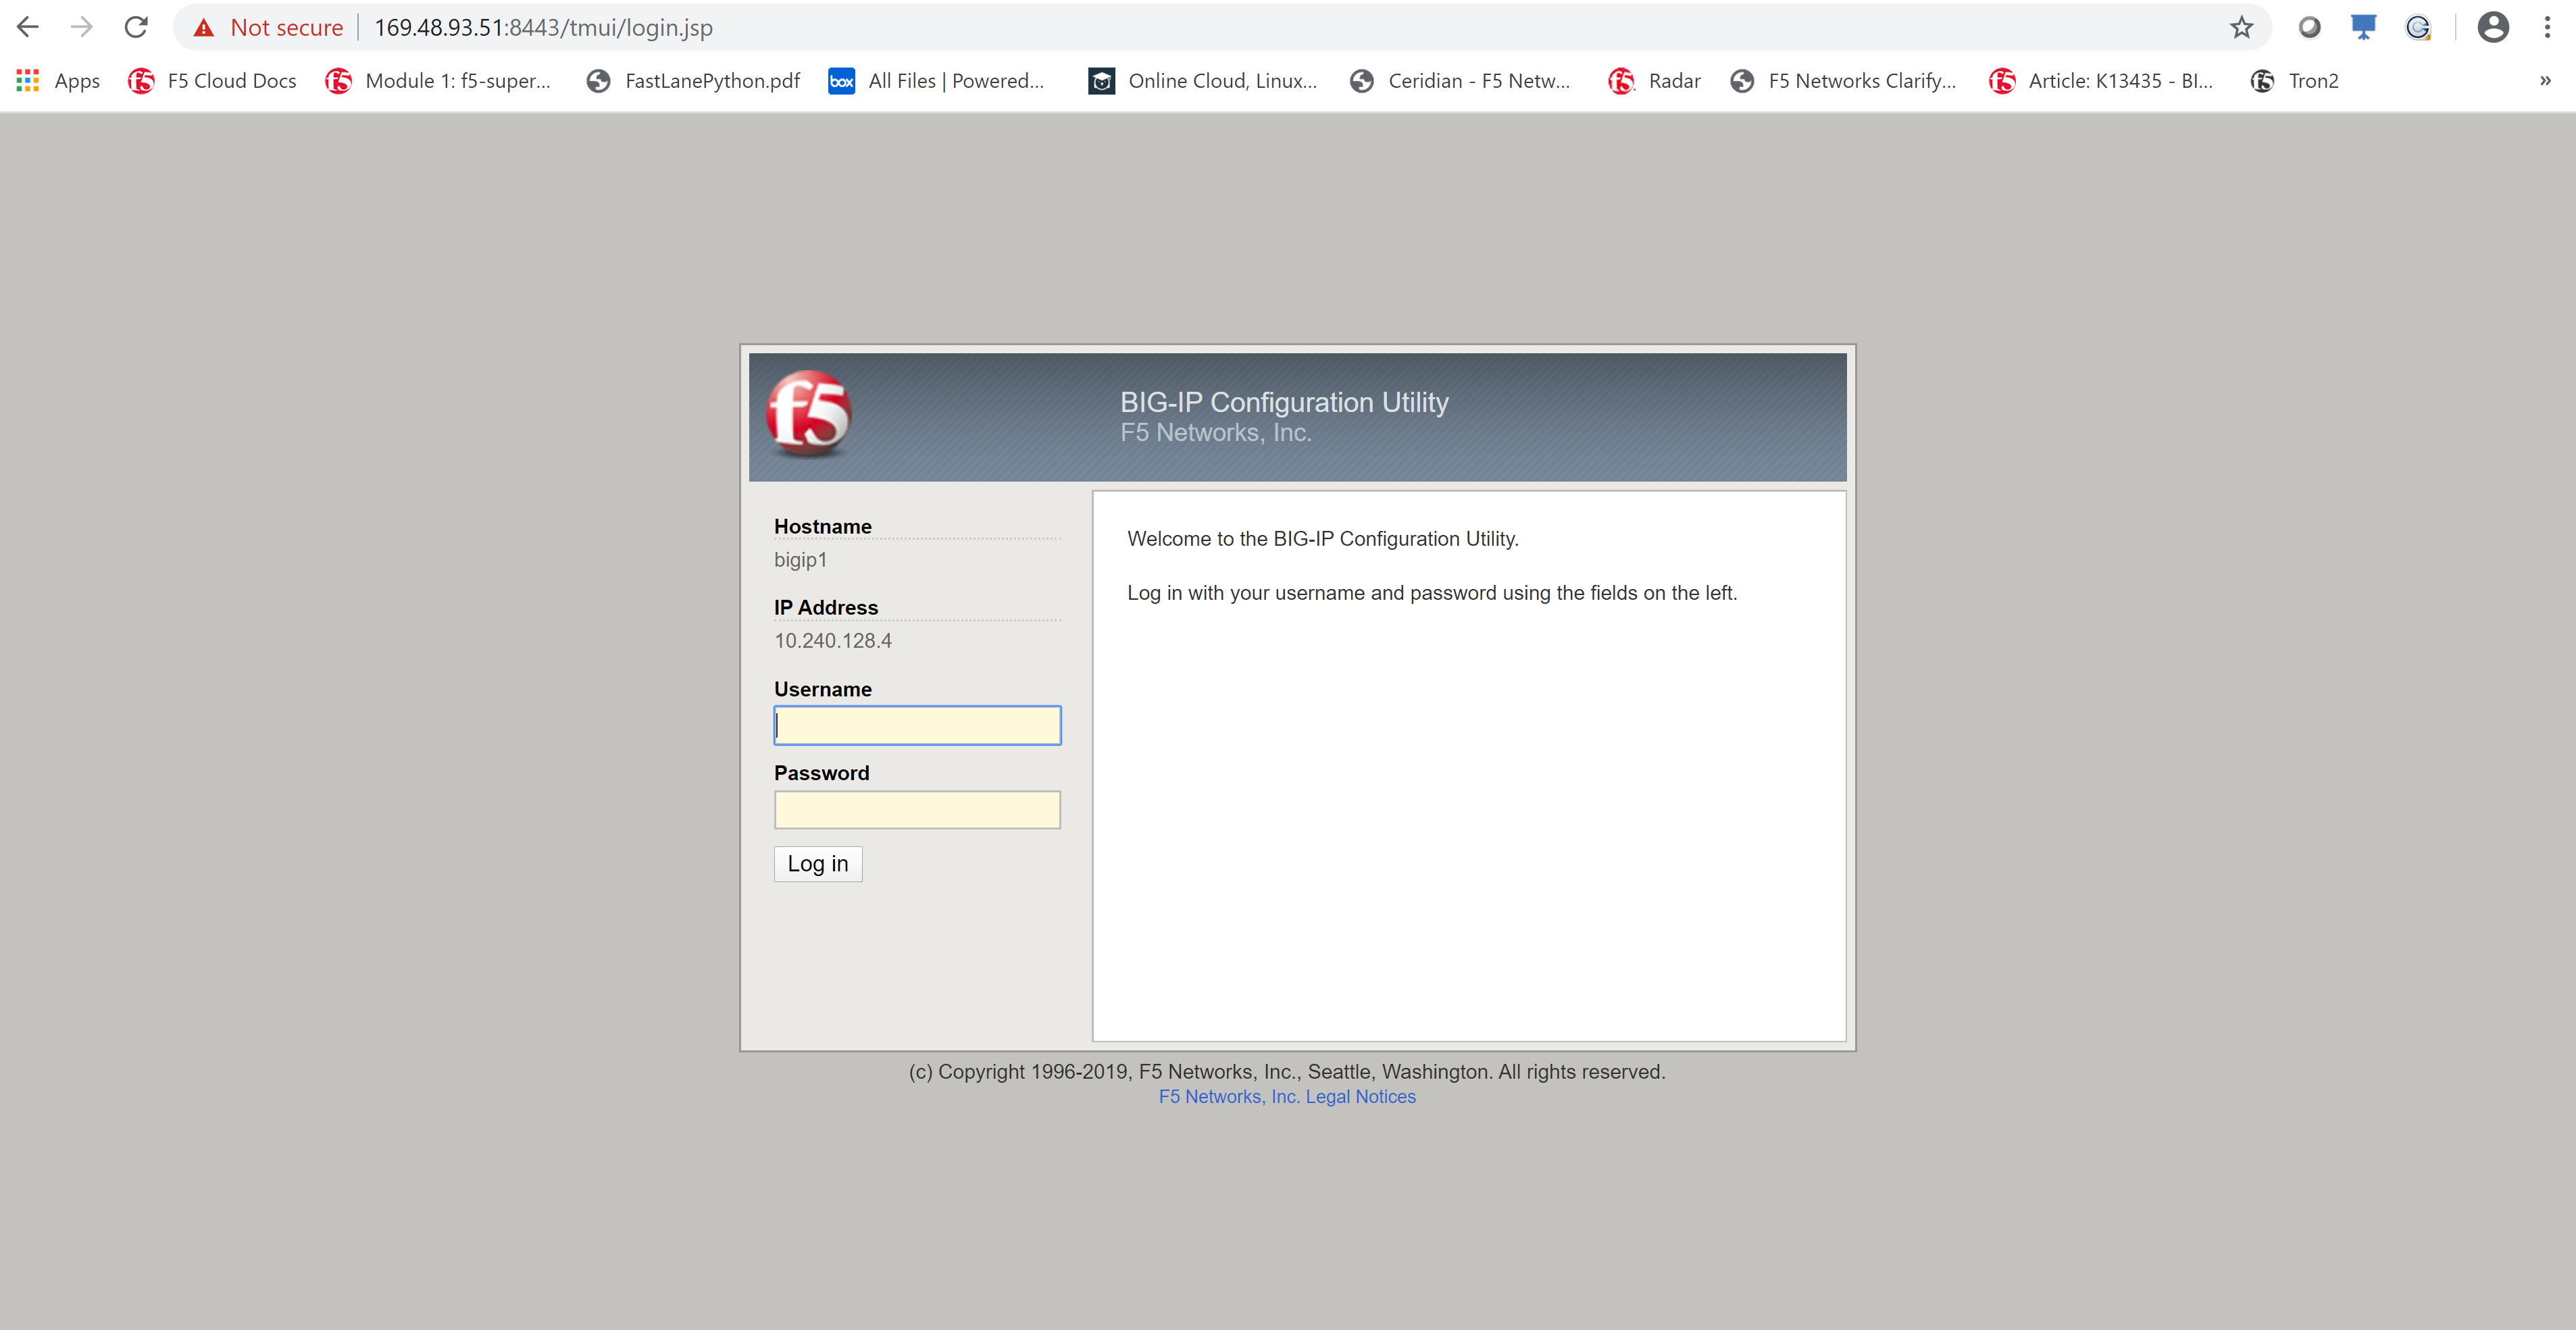 Not secure 169.48.93.51:8443/tmui/login.jsp
Apps F5 Cloud Docs Module 1: f5-super... FastLanePython.pdf box All Files | Powered... Online Cloud, Linux... Ceridian - F5 Netw... Radar F5 Networks Clarify... Article: K13435 - BI... Tron2 »
f5
BIG-IP Configuration Utility
F5 Networks, Inc.
Hostname
bigip1
IP Address
10.240.128.4
Username
Password
Log in
Welcome to the BIG-IP Configuration Utility.
Log in with your username and password using the fields on the left.
(c) Copyright 1996-2019, F5 Networks, Inc., Seattle, Washington. All rights reserved.
F5 Networks, Inc. Legal Notices